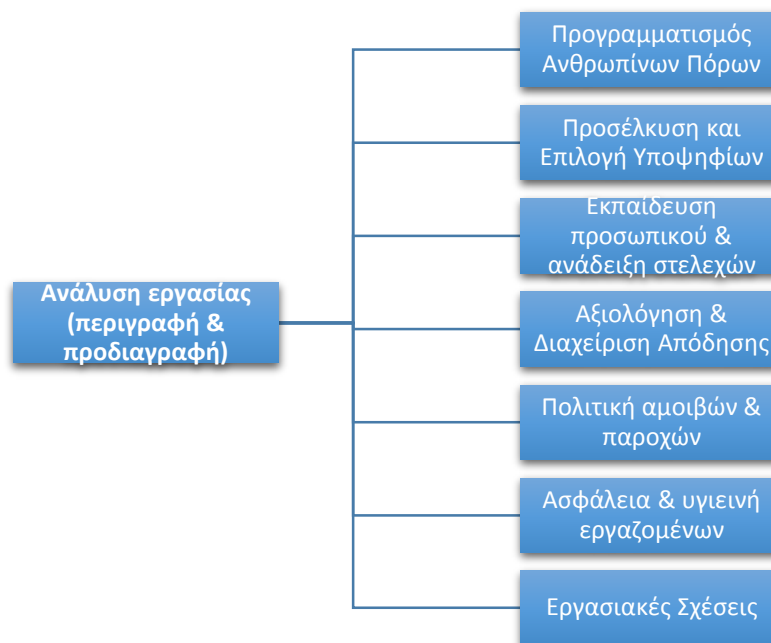 Προγραμματισμός
Ανθρωπίνων Πόρων
Προσέλκυση και
Επιλογή Υποψηφίων
Εκπαίδευση
προσωπικού &
ανάδειξη στελεχών
Ανάλυση εργασίας
(περιγραφή &
προδιαγραφή)
Αξιολόγηση &
Διαχείριση Απόδησης
Πολιτική αμοιβών &
παροχών
Ασφάλεια & υγιεινή
εργαζομένων
Εργασιακές Σχέσεις